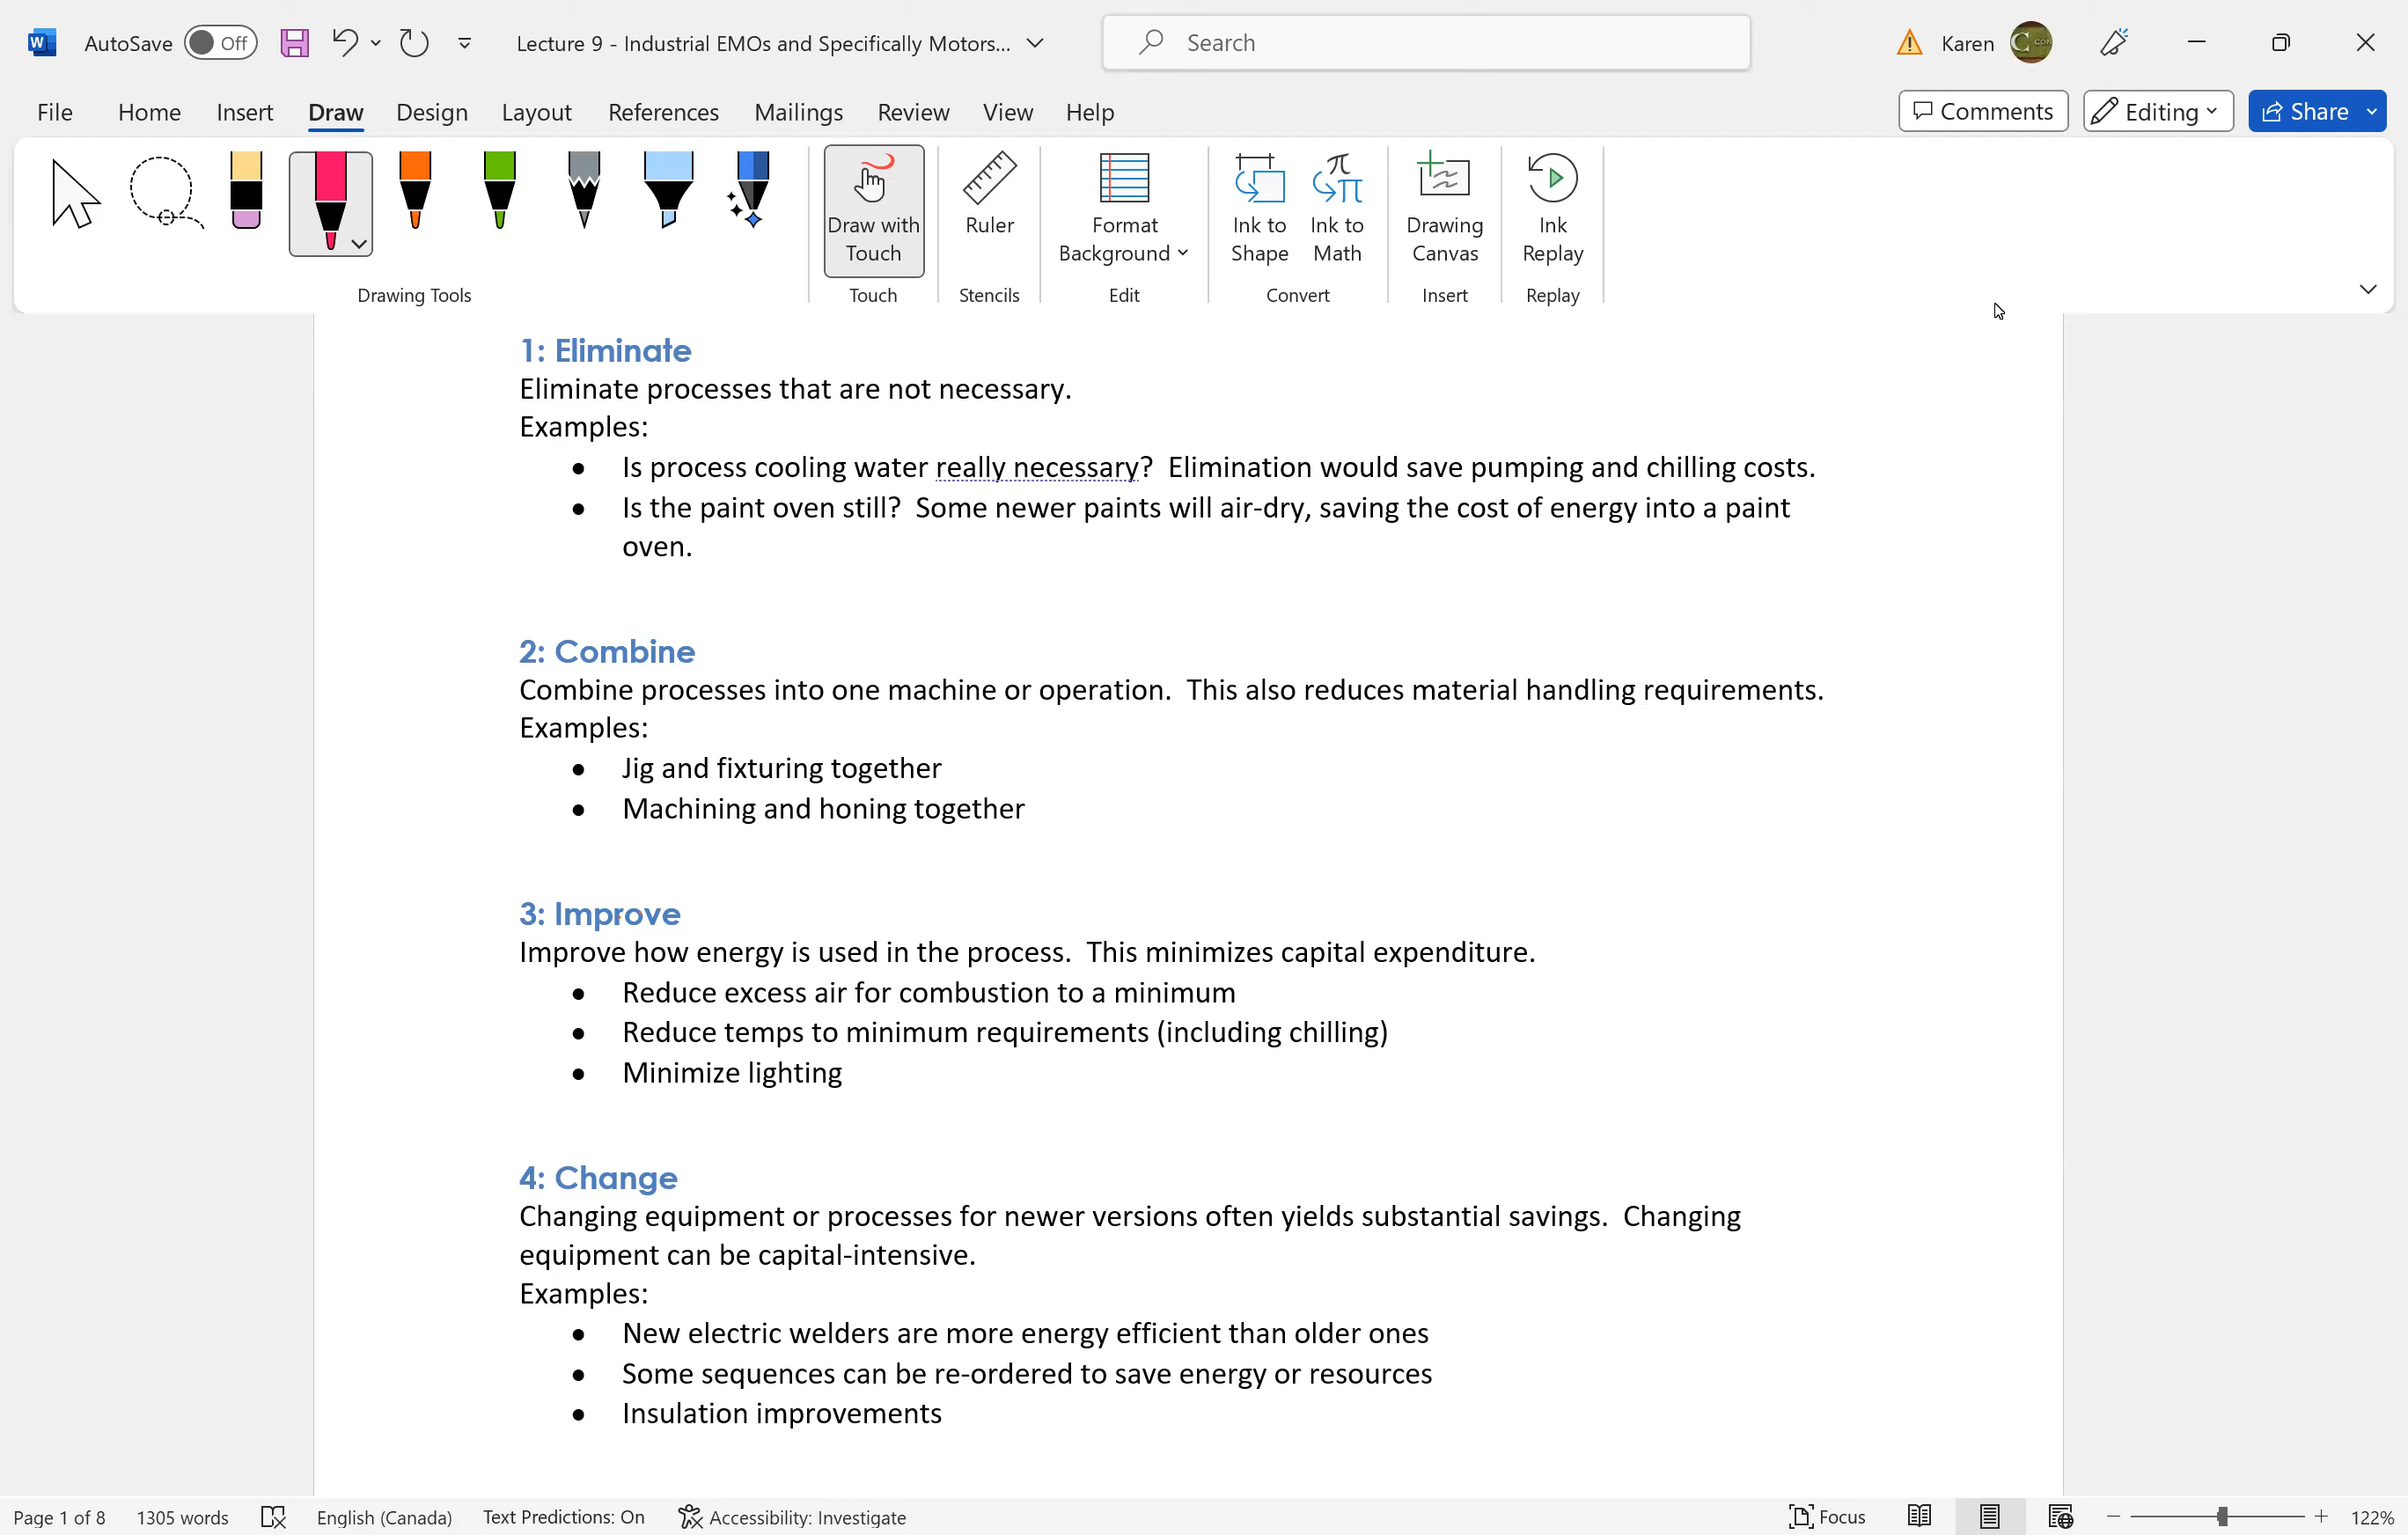 AutoSave Off Lecture 9 - Industrial EMOs and Specifically Motors... Search Karen
File Home Insert Draw Design Layout References Mailings Review View Help Comments Editing Share
Draw with Touch
Ruler
Format Background
Ink to Shape
Ink to Math
Drawing Canvas
Ink Replay
Drawing Tools Touch Stencils Edit Convert Insert Replay
1: Eliminate
Eliminate processes that are not necessary.
Examples:
• Is process cooling water really necessary? Elimination would save pumping and chilling costs.
• Is the paint oven still? Some newer paints will air-dry, saving the cost of energy into a paint
oven.
2: Combine
Combine processes into one machine or operation. This also reduces material handling requirements.
Examples:
• Jig and fixturing together
• Machining and honing together
3: Improve
Improve how energy is used in the process. This minimizes capital expenditure.
• Reduce excess air for combustion to a minimum
• Reduce temps to minimum requirements (including chilling)
• Minimize lighting
4: Change
Changing equipment or processes for newer versions often yields substantial savings. Changing
equipment can be capital-intensive.
Examples:
• New electric welders are more energy efficient than older ones
• Some sequences can be re-ordered to save energy or resources
• Insulation improvements
Page 1 of 8 1305 words English (Canada) Text Predictions: On Accessibility: Investigate Focus 122%